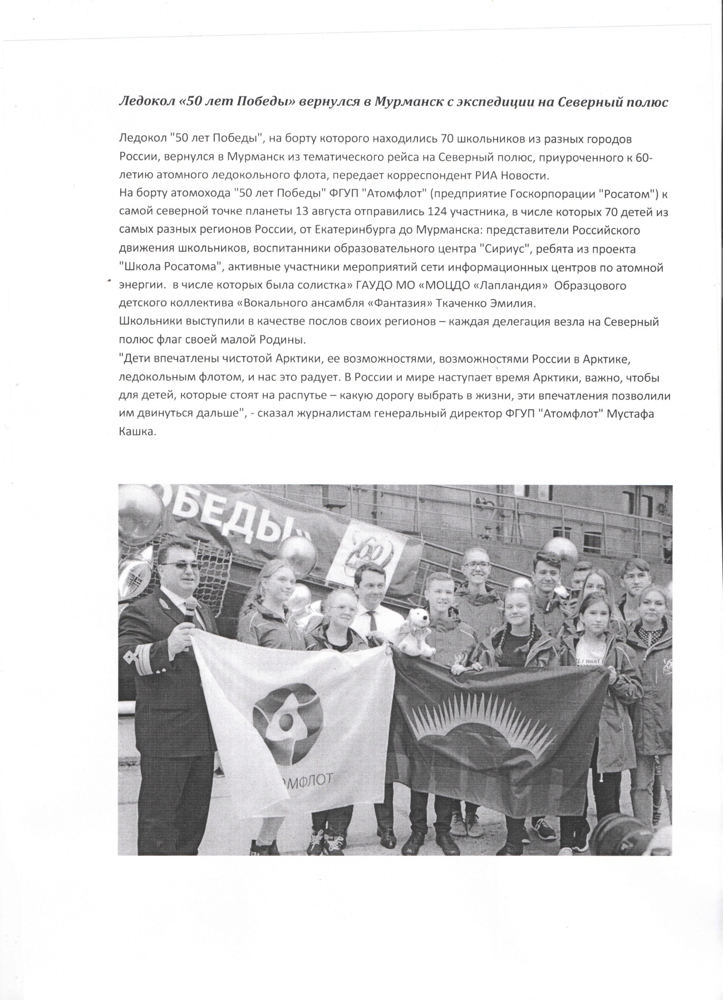 Ледокол «50 лет Победы» вернулся в Мурманск с экспедиции на Северный полюс
Ледокол "50 лет Победы", на борту которого находились 70 школьников из разных городов
России, вернулся в Мурманск из тематического рейса на Северный полюс, приуроченного к 60-
летию атомного ледокольного флота, передает корреспондент РИА Новости.
На борту атомохода "50 лет Победы" ФГУП "Атомфлот" (предприятие Госкорпорации "Росатом") к
самой северной точке планеты 13 августа отправились 124 участника, в числе которых 70 детей из
самых разных регионов России, от Екатеринбурга до Мурманска: представители Российского
движения школьников, воспитанники образовательного центра "Сириус", ребята из проекта
"Школа Росатома", активные участники мероприятий сети информационных центров по атомной
энергии.  в числе которых была солистка» ГАУДО МО «МОЦДО «Лапландия»  Образцового
детского коллектива «Вокального ансамбля «Фантазия» Ткаченко Эмилия.
Школьники выступили в качестве послов своих регионов – каждая делегация везла на Северный
полюс флаг своей малой Родины.
"Дети впечатлены чистотой Арктики, ее возможностями, возможностями России в Арктике,
ледокольным флотом, и нас это радует. В России и мире наступает время Арктики, важно, чтобы
для детей, которые стоят на распутье – какую дорогу выбрать в жизни, эти впечатления позволили
им двинуться дальше", - сказал журналистам генеральный директор ФГУП "Атомфлот" Мустафа
Кашка.
ОБЕДЫ"
60
ОМФЛОТ
I WANT